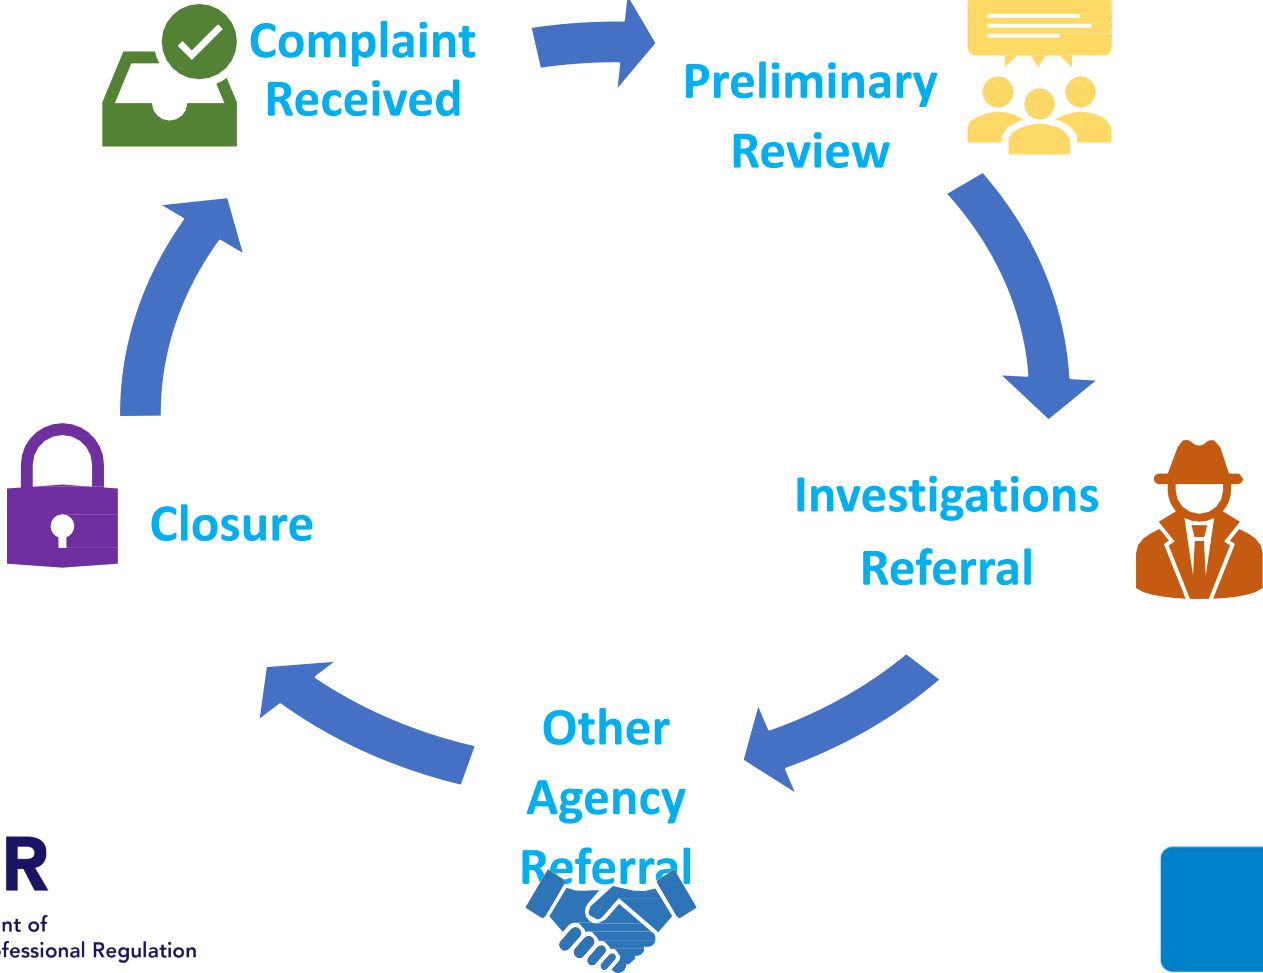 Complaint
Received
Preliminary
Review
Investigations
Referral
Closure
Other
Agency
Referral
R
nt of
fessional Regulation